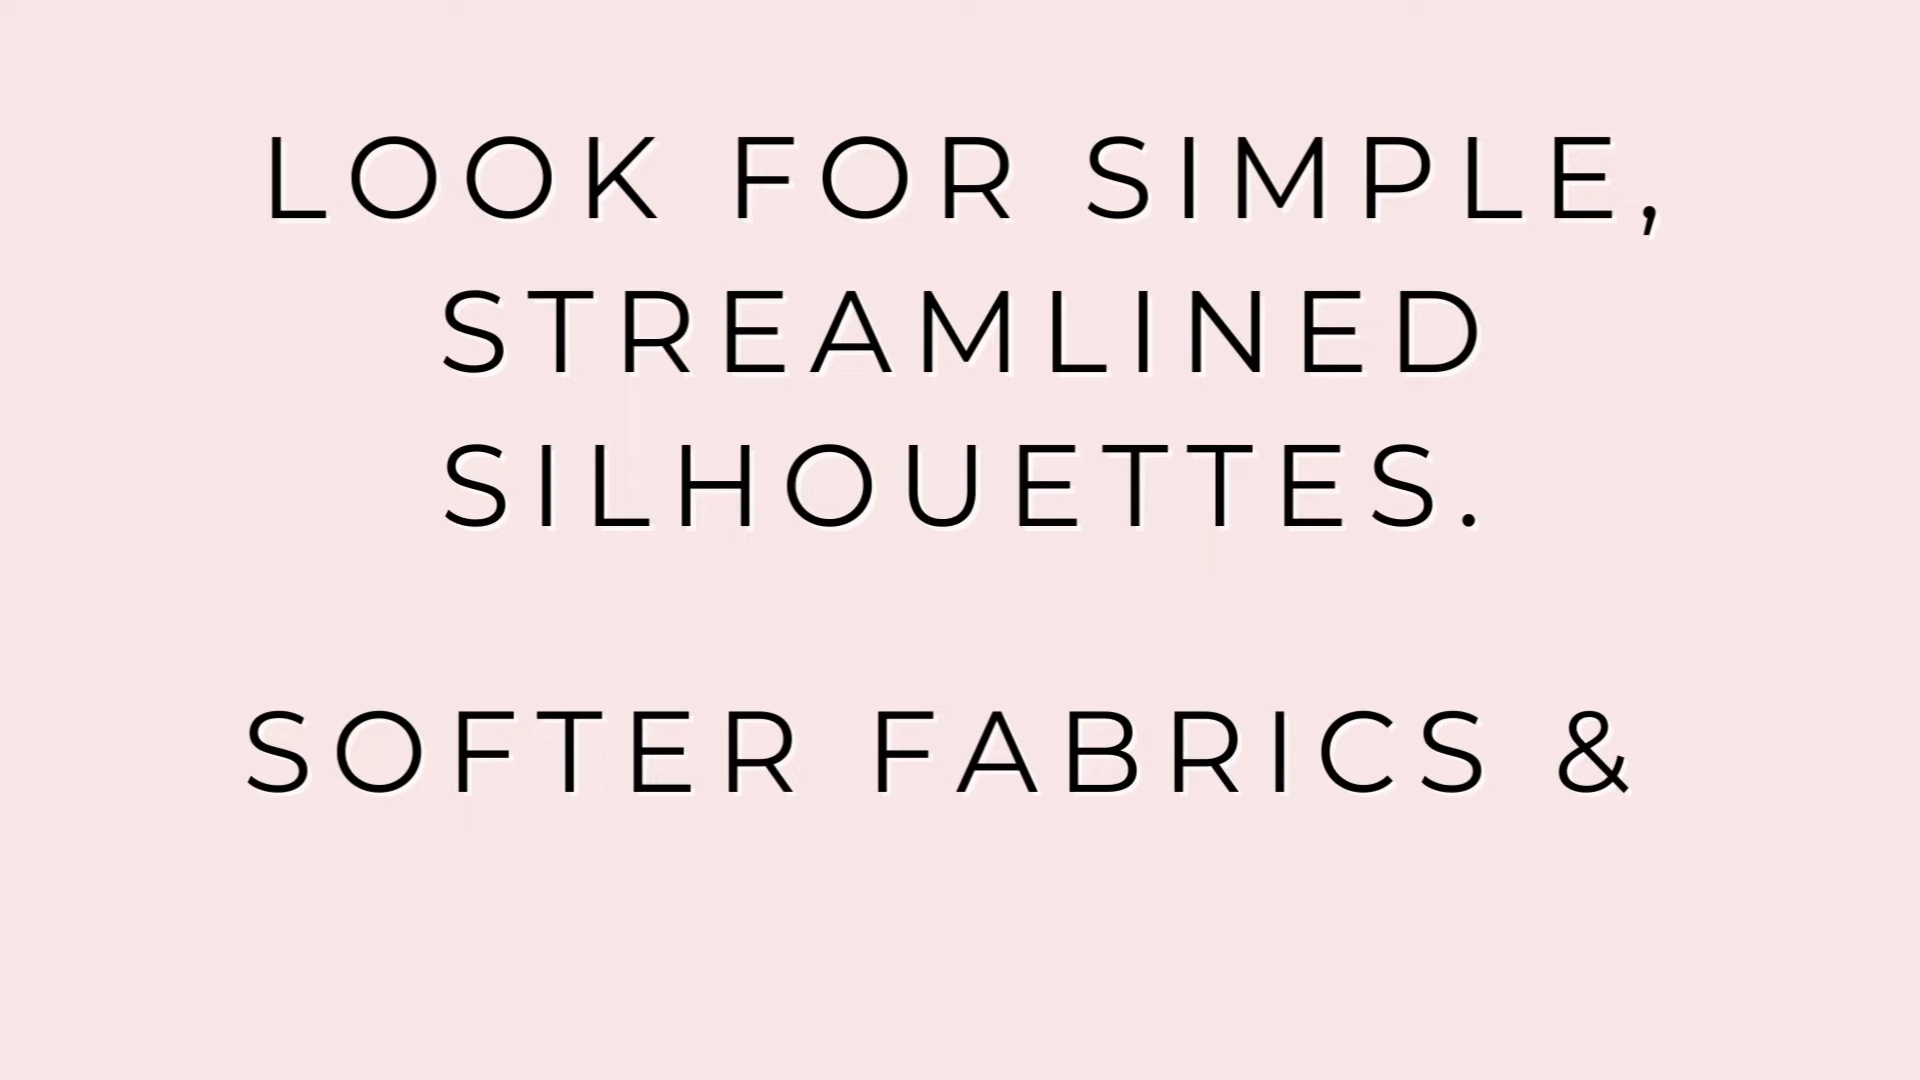 LOOK FOR SIMPLE,
STREAMLINED
SILHOUETTES.
SOFTER FABRICS &